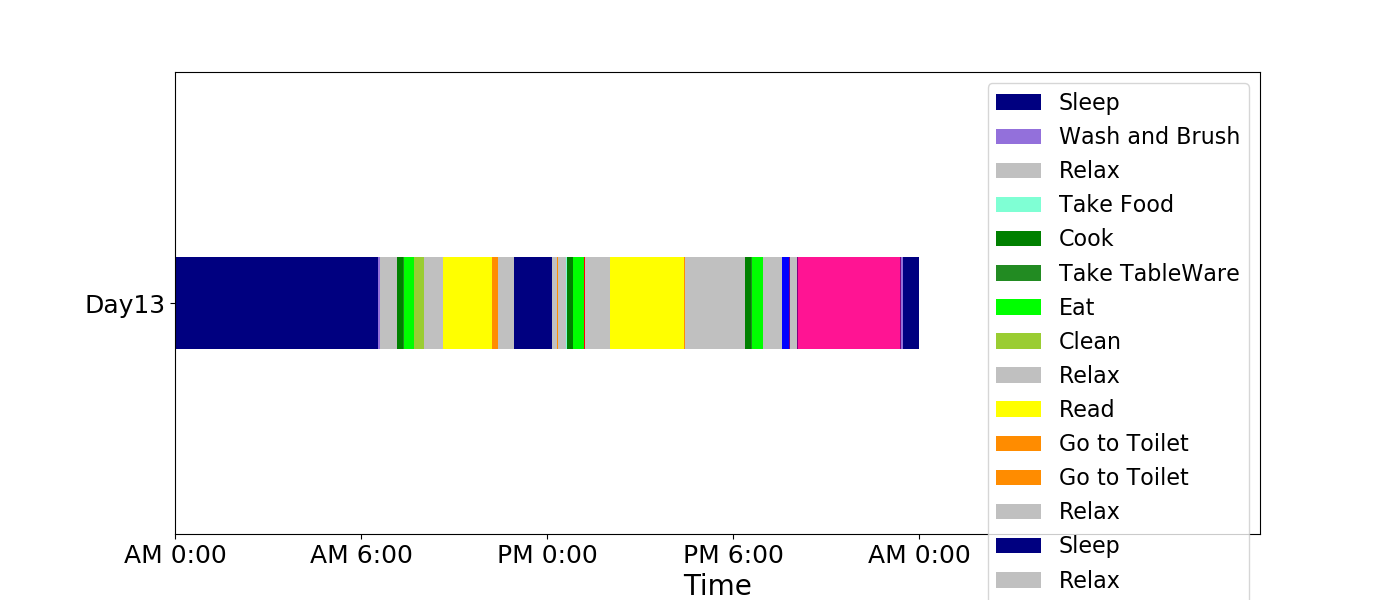 Day13
AM 0:00
AM 6:00
PM 0:00
PM 6:00
AM 0:00
Time
Sleep
Wash and Brush
Relax
Take Food
Cook
Take TableWare
Eat
Clean
Relax
Read
Go to Toilet
Go to Toilet
Relax
Sleep
Relax